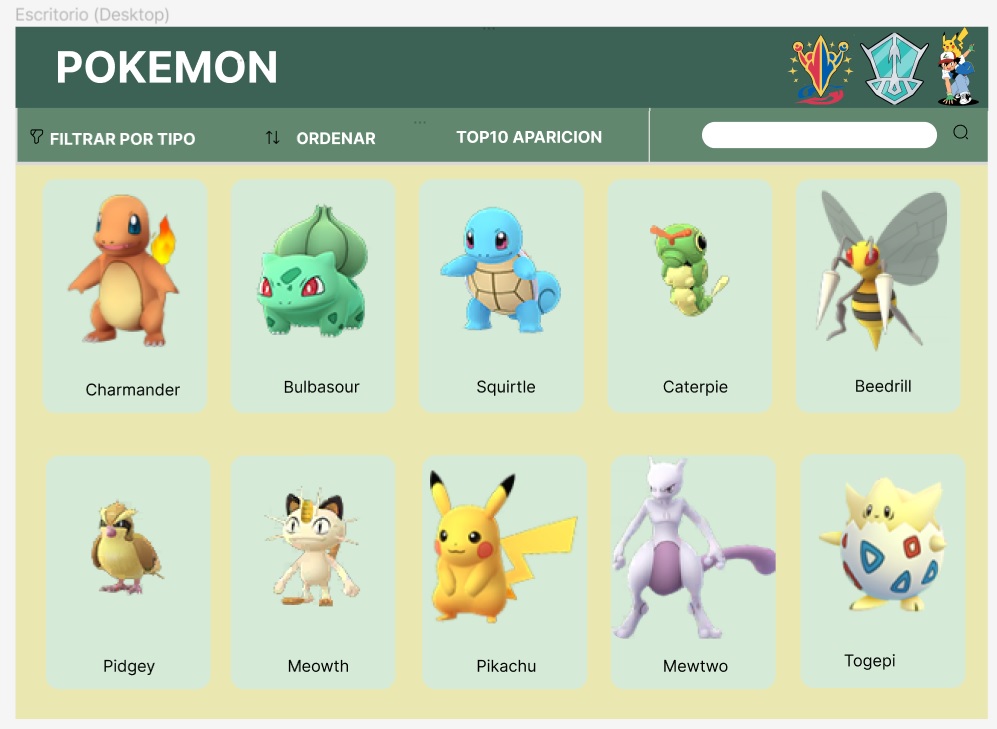 Escritorio (Desktop)
POKEMON
FILTRAR POR TIPO
ORDENAR
TOP10 APARICION
Charmander
Bulbasour
Squirtle
Caterpie
Beedrill
Pidgey
Meowth
Pikachu
Mewtwo
Togepi